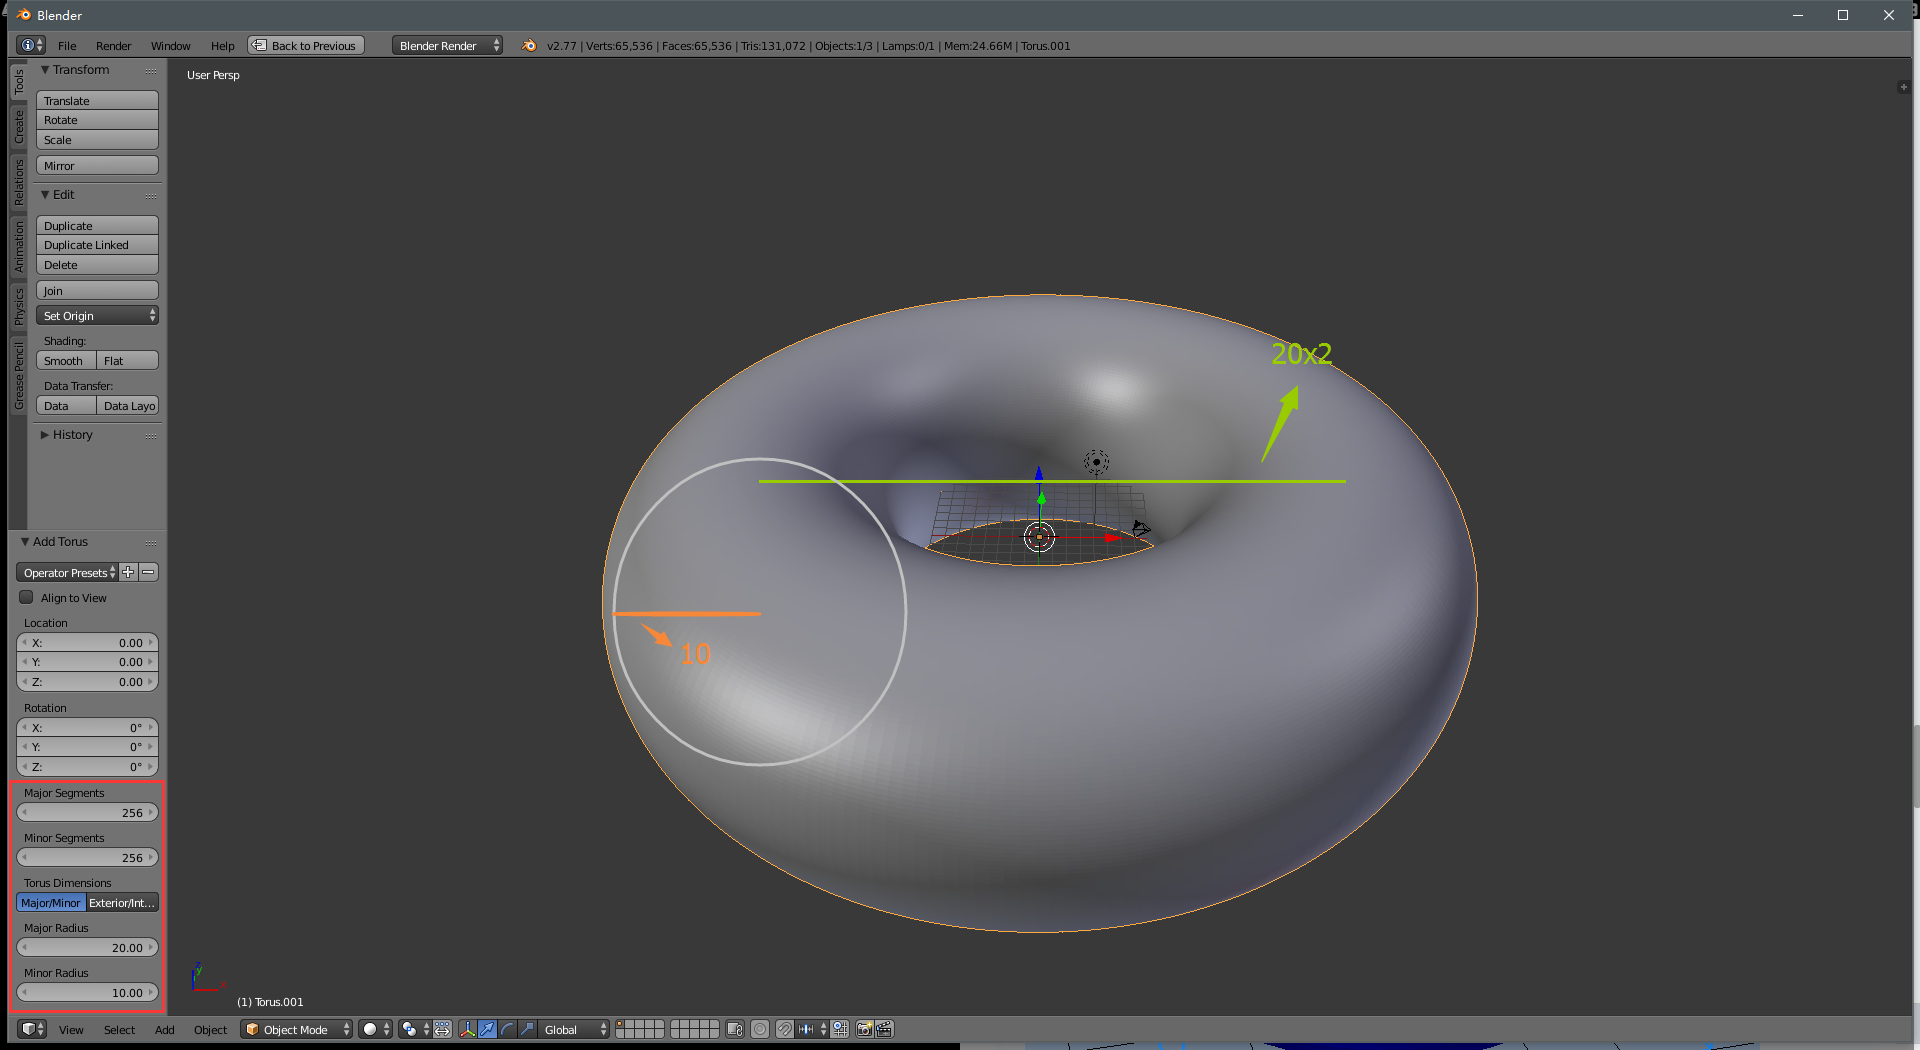 Blender
File Render Window Help Back to Previous Blender Render v2.77 | Verts:65,536 | Faces:65,536 | Tris:131,072 | Objects:1/3 | Lamps:0/1 | Mem:24.66M | Torus.001
Tools
Create
Relations
Animation
Physics
Grease Pencil
Transform
Translate
Rotate
Scale
Mirror
Edit
Duplicate
Duplicate Linked
Delete
Join
Set Origin
Shading:
Smooth Flat
Data Transfer:
Data Data Layo
History
Add Torus
Operator Presets
Align to View
Location
X: 0.00
Y: 0.00
Z: 0.00
Rotation
X: 0°
Y: 0°
Z: 0°
Major Segments
256
Minor Segments
256
Torus Dimensions
Major/Minor Exterior/Int...
Major Radius
20.00
Minor Radius
10.00
User Persp
20x2
10
z
y
(1) Torus.001
View Select Add Object Object Mode Global